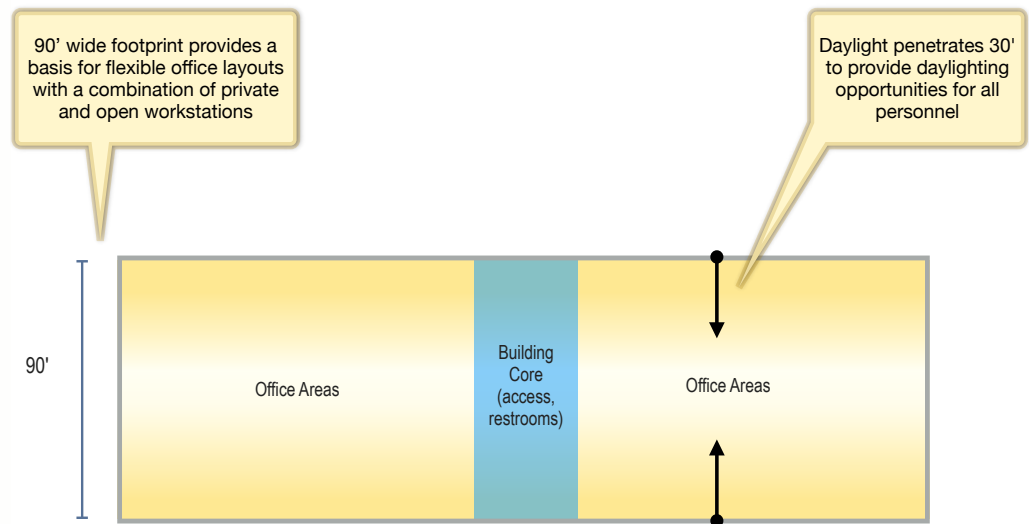 90’ wide footprint provides a
basis for flexible office layouts
with a combination of private
and open workstations
Daylight penetrates 30'
to provide daylighting
opportunities for all
personnel
90'
Office Areas
Building
Core
(access,
restrooms)
Office Areas